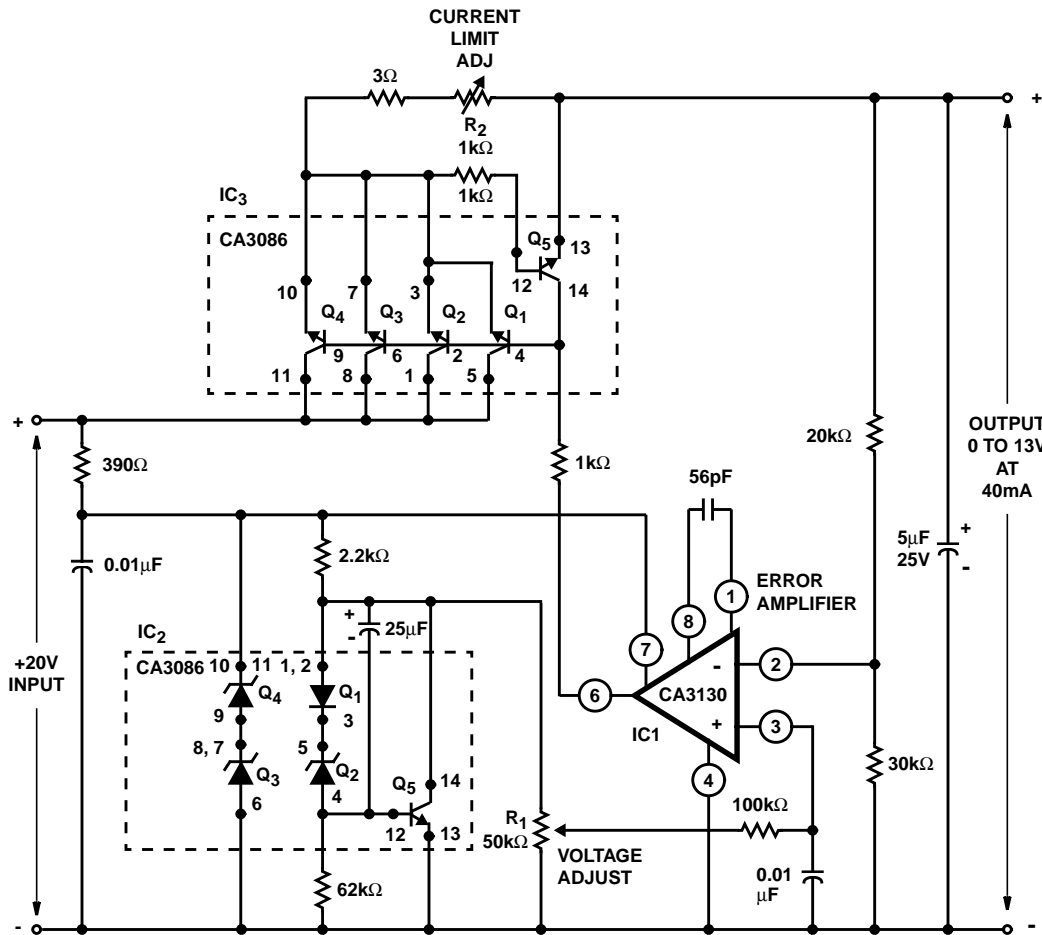 CURRENT
LIMIT
ADJ
3Ω
R2
1kΩ
+
1kΩ
IC3
CA3086
Q5
13
12
14
10
7
3
Q4
Q3
Q2
Q1
9
6
2
4
11
8
1
5
+
390Ω
1kΩ
20kΩ
OUTPUT
0 TO 13V
AT
40mA
56pF
0.01µF
2.2kΩ
5µF
25V
+
-
1
ERROR
AMPLIFIER
8
+
-
25µF
7
IC2
CA3086
+20V
INPUT
10
11
1, 2
Q4
Q1
9
3
6
CA3130
-
2
8, 7
5
IC1
+
3
Q3
Q2
Q5
14
4
6
4
12
13
30kΩ
R1
50kΩ
100kΩ
VOLTAGE
ADJUST
62kΩ
0.01
µF
-
-